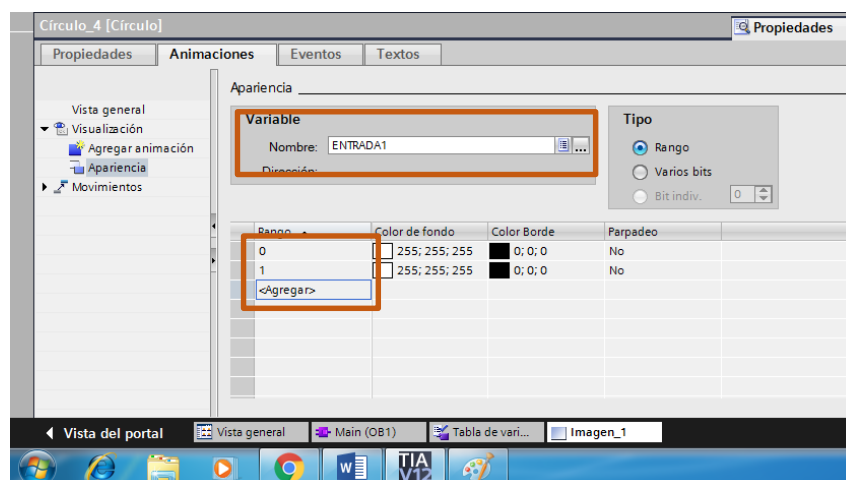 Círculo_4 [Círculo]
Propiedades
Propiedades Animaciones Eventos Textos
Apariencia
Vista general
Visualización
Agregar animación
Apariencia
Movimientos
Variable
Nombre: ENTRADA1 ...
Dirección:
Tipo
Rango
Varios bits
Bit indiv. 0
Rango Color de fondo Color Borde Parpadeo
0 255; 255; 255 0; 0; 0 No
1 255; 255; 255 0; 0; 0 No
<Agregar>
Vista del portal Vista general Main (OB1) Tabla de vari... Imagen_1
W TIA V12